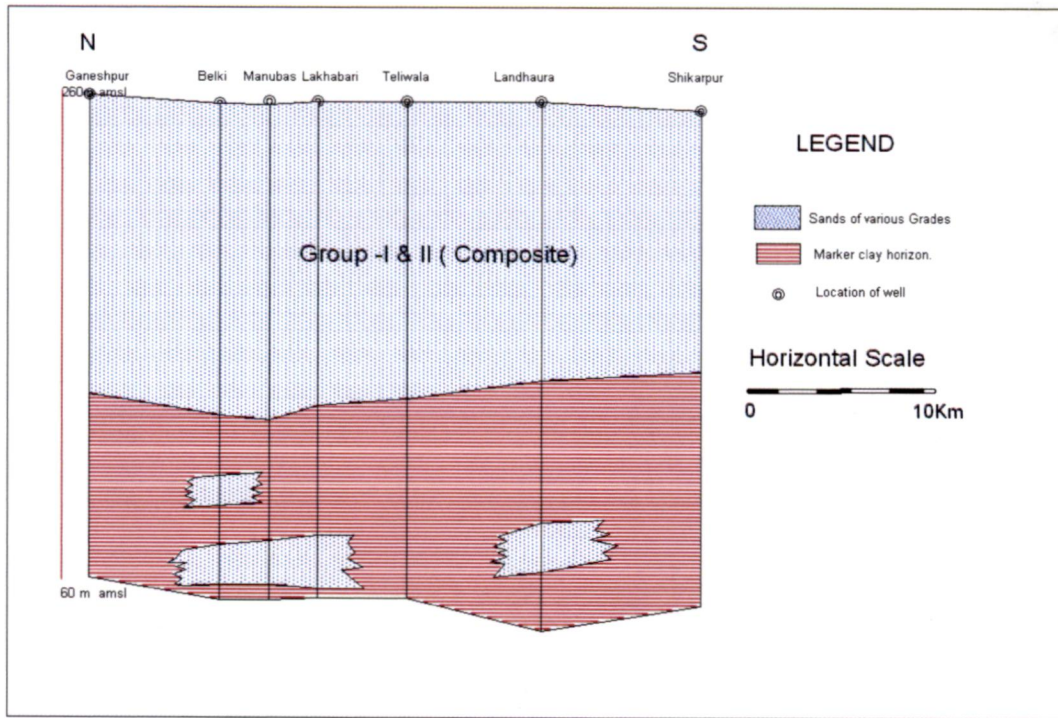 N
S
Ganeshpur
Belki
Manubas
Lakhabari
Teliwala
Landhaura
Shikarpur
260m amsl
LEGEND
Sands of various Grades
Group -I & II ( Composite)
Marker clay horizon.
Location of well
Horizontal Scale
0
10Km
60 m amsl